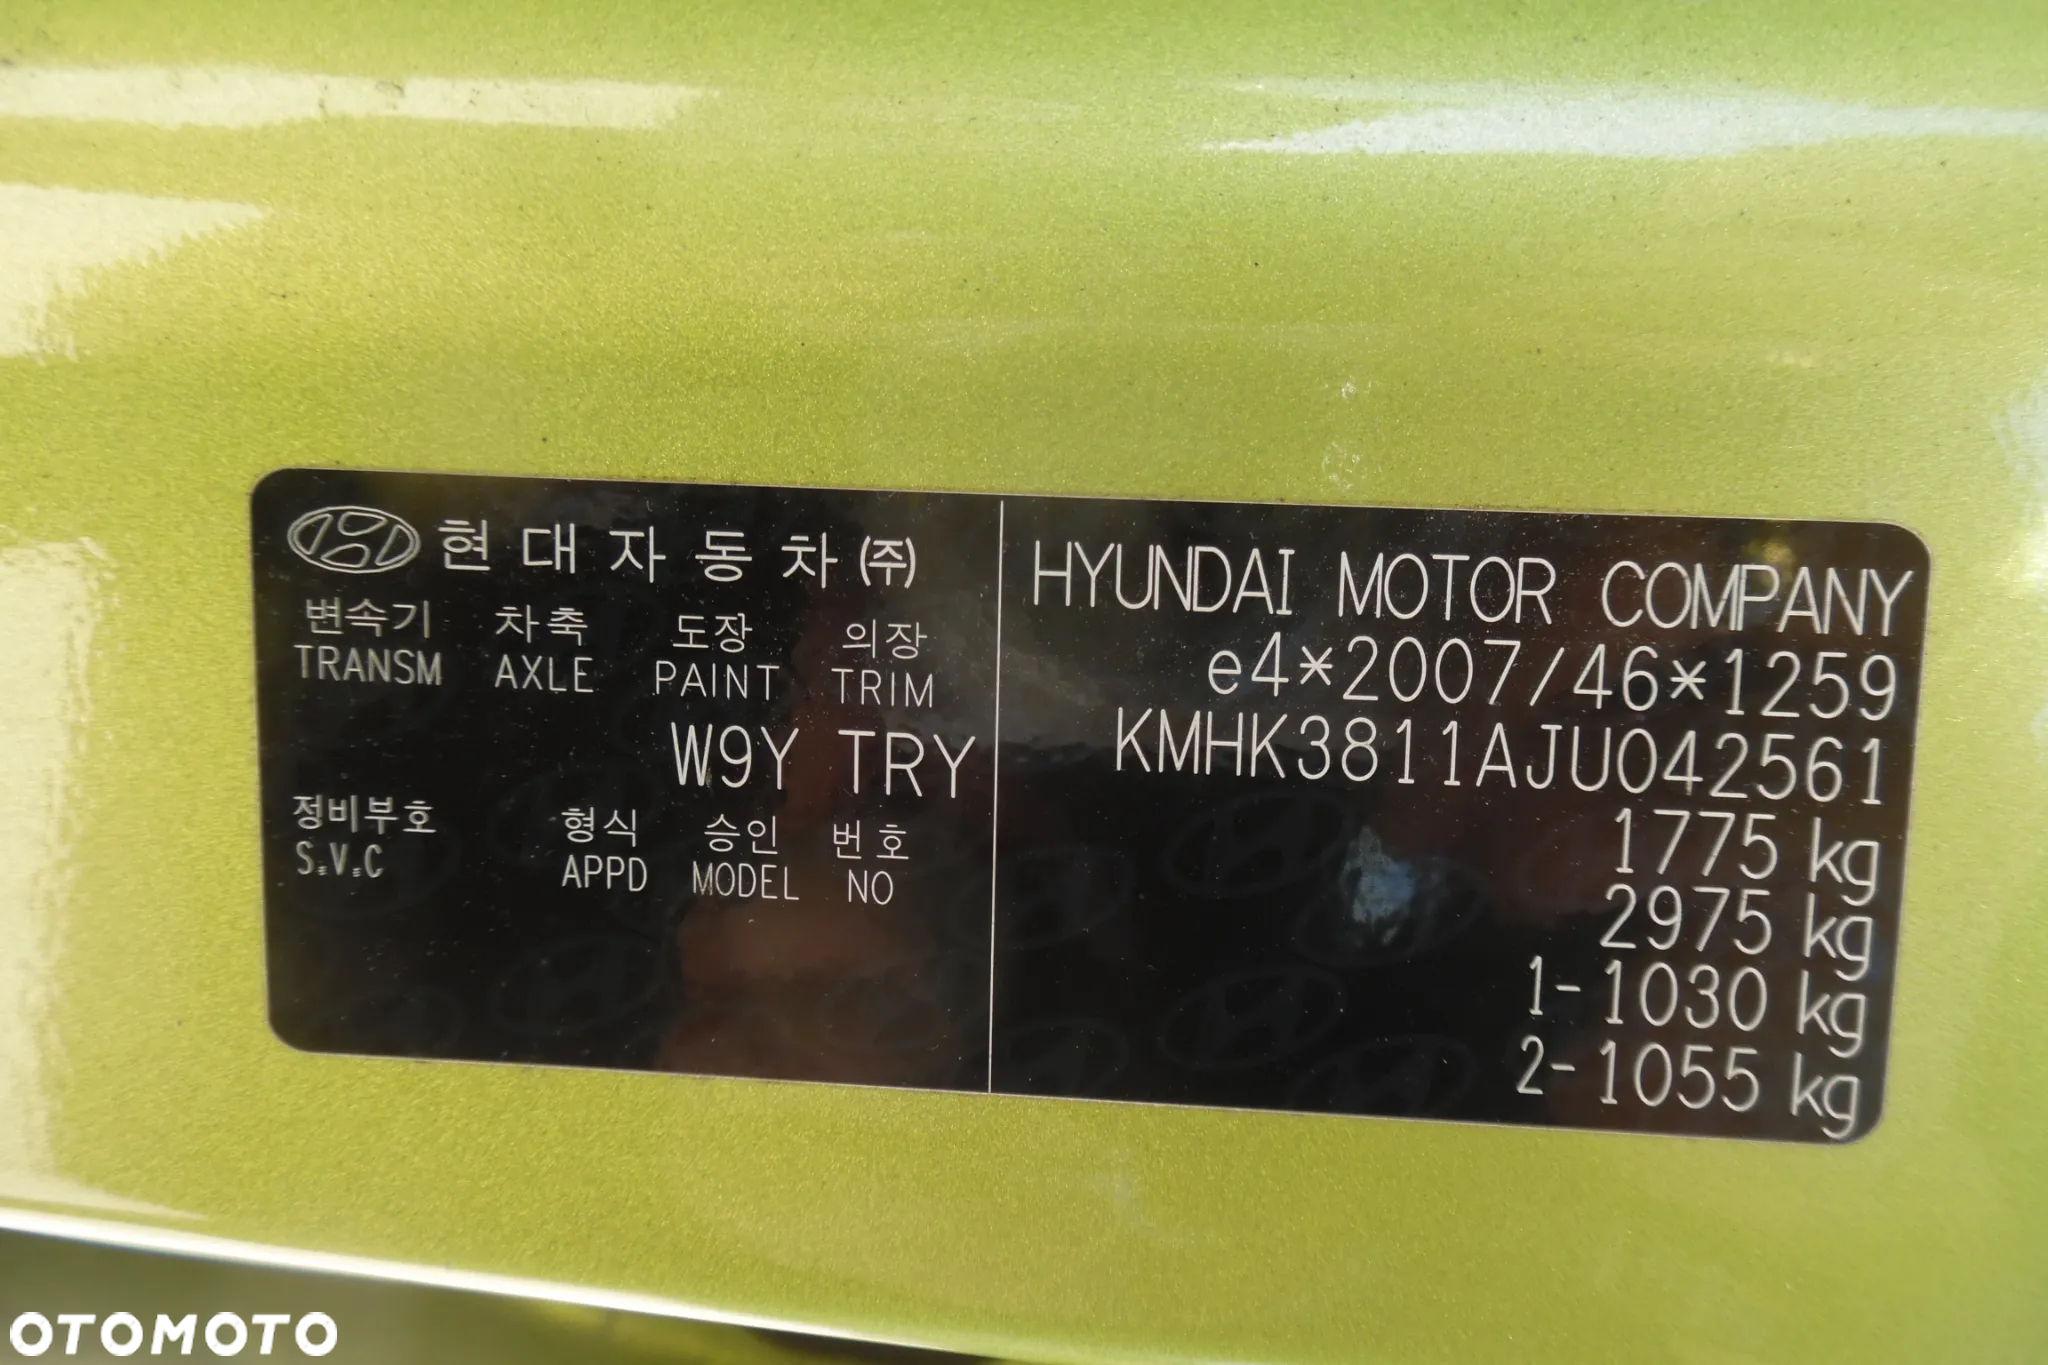 현대자동차(주)
변속기 차축 도장 의장
TRANSM AXLE PAINT TRIM
W9Y TRY
정비부호 형식 승인 번호
S.V.C APPD MODEL NO
HYUNDAI MOTOR COMPANY
e4*2007/46*1259
KMHK3811AJU042561
1775 kg
2975 kg
1-1030 kg
2-1055 kg
OTOMOTO